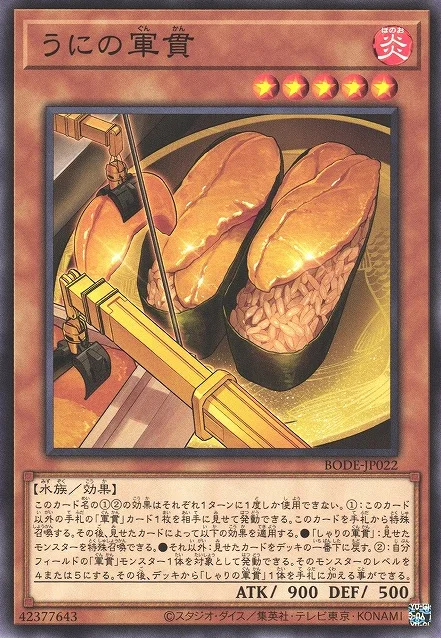 うにの軍貫
炎
BODE-JP022
【水族/効果】
このカード名の①②の効果はそれぞれ1ターンに1度しか使用できない。①:このカード
以外の手札の「軍貫」カード1枚を相手に見せて発動できる。このカードを手札から特殊
召喚する。その後、見せたカードによって以下の効果を適用する。●「しゃりの軍貫」:見せた
モンスターを特殊召喚できる。●それ以外:見せたカードをデッキの一番下に戻す。②:自分
フィールドの「軍貫」モンスター1体を対象として発動できる。そのモンスターのレベルを
4または5にする。その後、デッキから「しゃりの軍貫」1体を手札に加える事ができる。
ATK/ 900 DEF/ 500
42377643 ©スタジオ・ダイス/集英社・テレビ東京・KONAMI